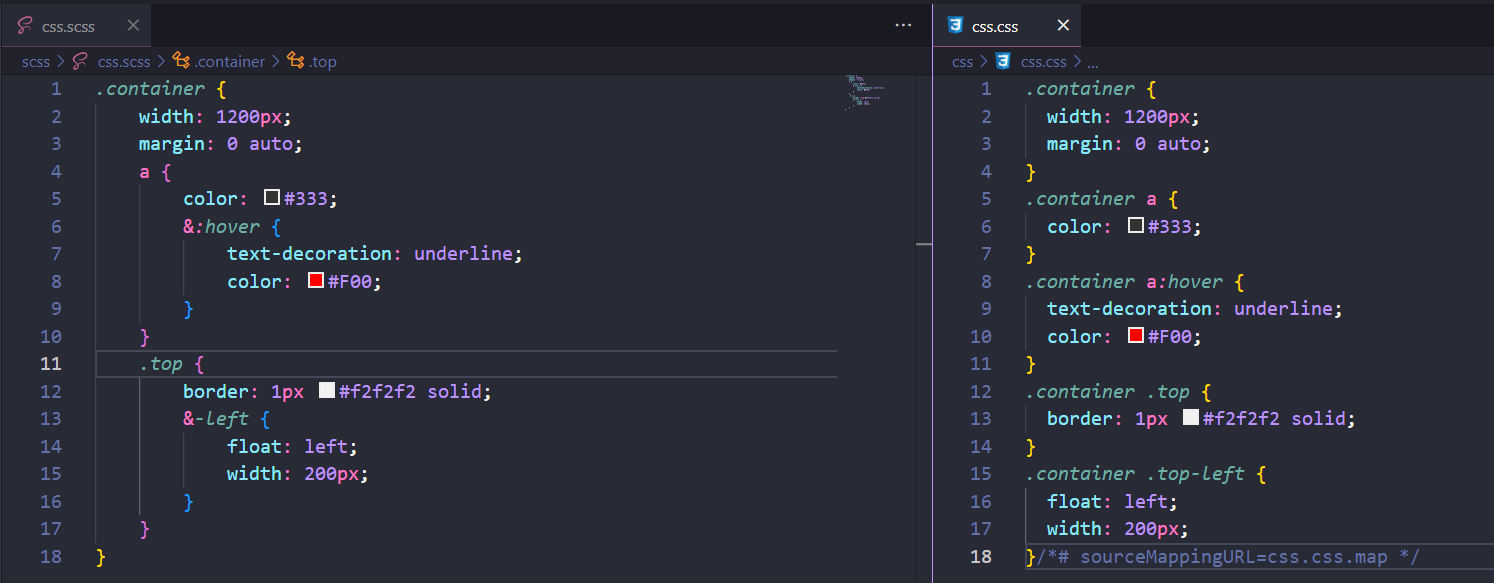 css.scss
scss > css.scss > .container > .top
1 .container {
2 width: 1200px;
3 margin: 0 auto;
4 a {
5 color: #333;
6 &:hover {
7 text-decoration: underline;
8 color: #F00;
9 }
10 }
11 .top {
12 border: 1px #f2f2f2 solid;
13 &-left {
14 float: left;
15 width: 200px;
16 }
17 }
18 }
css.css
css > css.css > ...
1 .container {
2 width: 1200px;
3 margin: 0 auto;
4 }
5 .container a {
6 color: #333;
7 }
8 .container a:hover {
9 text-decoration: underline;
10 color: #F00;
11 }
12 .container .top {
13 border: 1px #f2f2f2 solid;
14 }
15 .container .top-left {
16 float: left;
17 width: 200px;
18 }/*# sourceMappingURL=css.css.map */